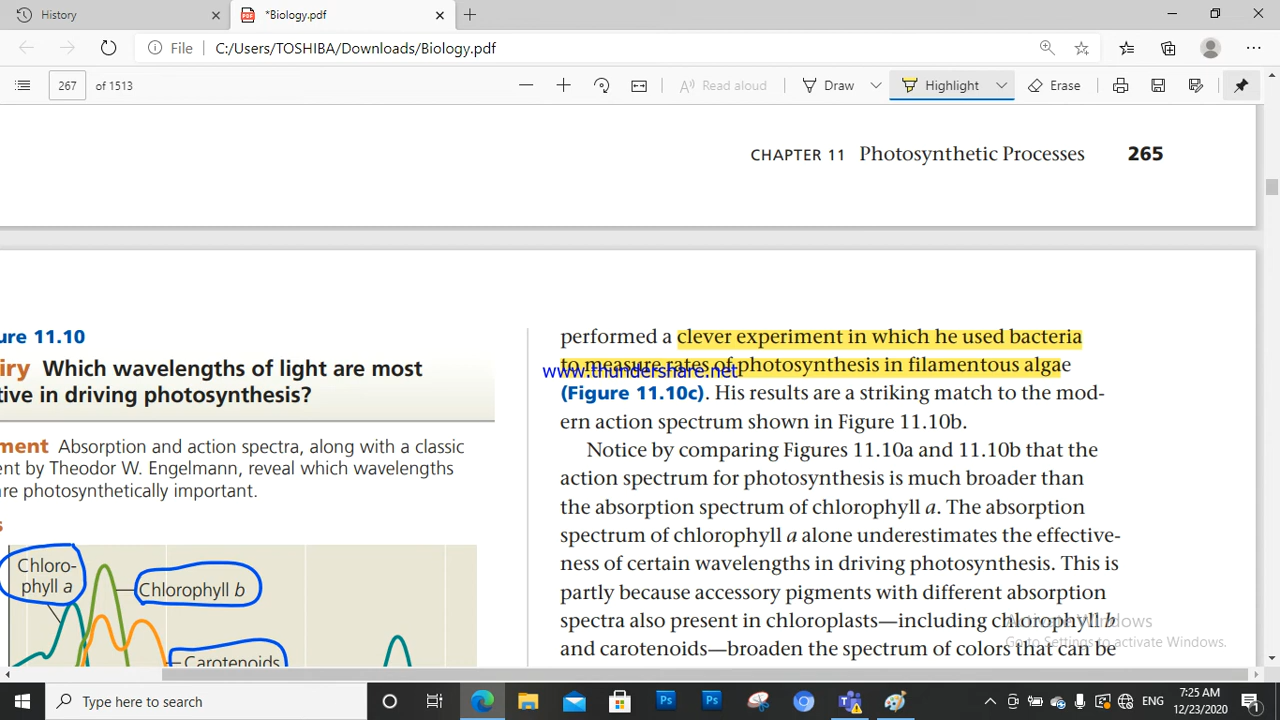 History
*Biology.pdf
File C:/Users/TOSHIBA/Downloads/Biology.pdf
267 of 1513
Read aloud Draw Highlight Erase
CHAPTER 11 Photosynthetic Processes 265
ure 11.10
iry Which wavelengths of light are most
tive in driving photosynthesis?
ment Absorption and action spectra, along with a classic
ent by Theodor W. Engelmann, reveal which wavelengths
are photosynthetically important.
s
Chloro-
phyll a
Chlorophyll b
Carotenoids
performed a clever experiment in which he used bacteria
to measure rates of photosynthesis in filamentous algae
www.thundershare.net
(Figure 11.10c). His results are a striking match to the mod-
ern action spectrum shown in Figure 11.10b.
Notice by comparing Figures 11.10a and 11.10b that the
action spectrum for photosynthesis is much broader than
the absorption spectrum of chlorophyll a. The absorption
spectrum of chlorophyll a alone underestimates the effective-
ness of certain wavelengths in driving photosynthesis. This is
partly because accessory pigments with different absorption
spectra also present in chloroplasts—including chlorophyll b
and carotenoids—broaden the spectrum of colors that can be
Activate Windows
Go to Settings to activate Windows.
Type here to search
Ps
Ps
ENG
7:25 AM
12/23/2020
1